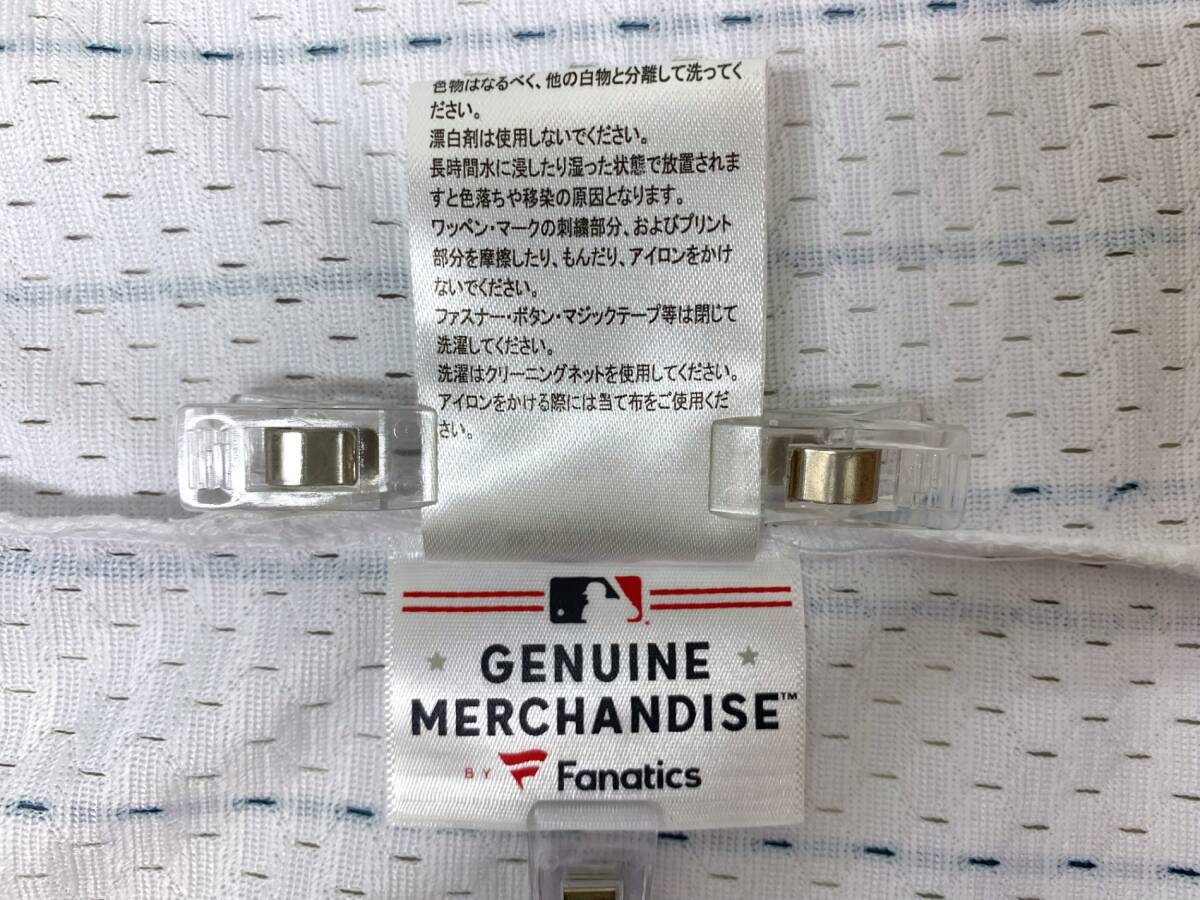 色物はなるべく、他の白物と分離して洗ってく
ださい。
漂白剤は使用しないでください。
長時間水に浸したり湿った状態で放置されま
すと色落ちや移染の原因となります。
ワッペン・マークの刺繍部分、およびプリント
部分を摩擦したり、もんだり、アイロンをかけ
ないでください。
ファスナー・ボタン・マジックテープ等は閉じて
洗濯してください。
洗濯はクリーニングネットを使用してください。
アイロンをかける際には当て布をご使用くだ
さい。
GENUINE
MERCHANDISE™
BY Fanatics